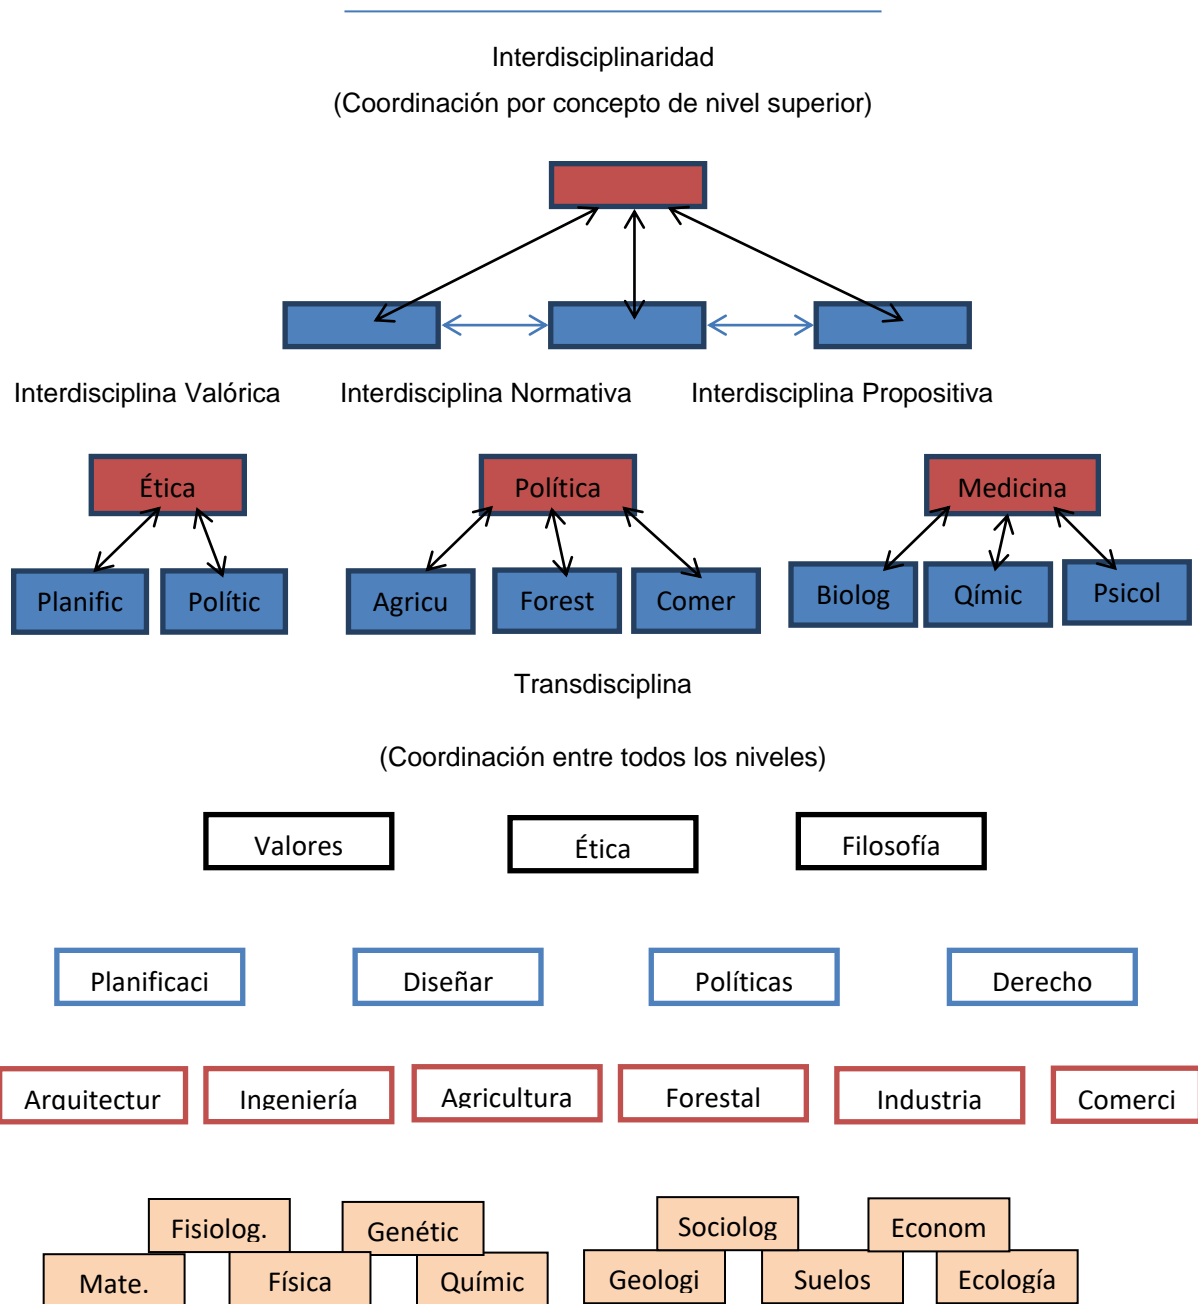 Interdisciplinaridad
(Coordinación por concepto de nivel superior)
Interdisciplina Valórica Interdisciplina Normativa Interdisciplina Propositiva
Ética Política Medicina
Planific Polític Agricu Forest Comer Biolog Qímic Psicol
Transdisciplina
(Coordinación entre todos los niveles)
Valores Ética Filosofía
Planificaci Diseñar Políticas Derecho
Arquitectur Ingeniería Agricultura Forestal Industria Comerci
Fisiolog. Genétic Sociolog Econom
Mate. Física Químic Geologi Suelos Ecología